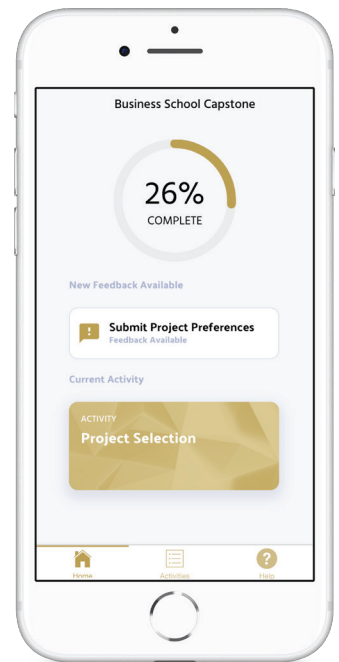 Business School Capstone
26%
COMPLETE
New Feedback Available
Submit Project Preferences
Feedback Available
Current Activity
ACTIVITY
Project Selection
Home
Activities
Help